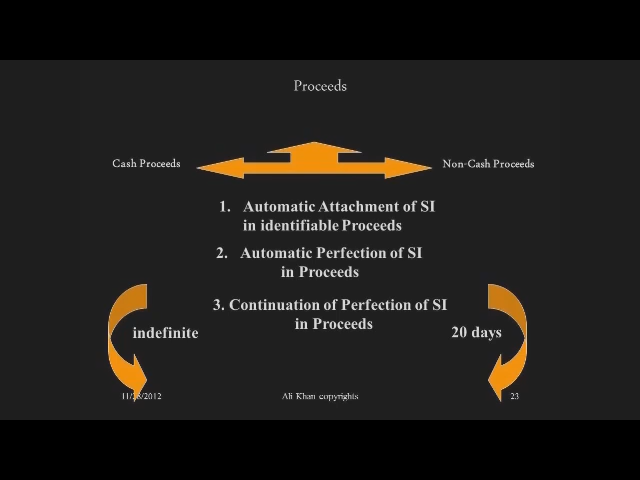 Proceeds
Cash Proceeds
Non-Cash Proceeds
1. Automatic Attachment of SI
in identifiable Proceeds
2. Automatic Perfection of SI
in Proceeds
3. Continuation of Perfection of SI
in Proceeds
indefinite
20 days
Ali Khan copyrights
23